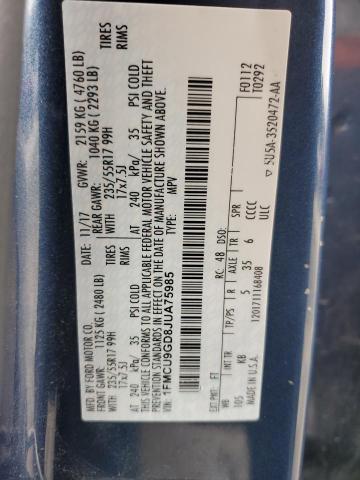 MFD. BY FORD MOTOR CO.
DATE: 11/17 GVWR: 2159 KG ( 4760 LB)
FRONT GAWR: 1125 KG ( 2480 LB) REAR GAWR: 1040 KG ( 2293 LB)
WITH 235/55R17 99H TIRES WITH 235/55R17 99H TIRES
17x7.5J RIMS 17x7.5J RIMS
AT 240 kPa/ 35 PSI COLD AT 240 kPa/ 35 PSI COLD
THIS VEHICLE CONFORMS TO ALL APPLICABLE FEDERAL MOTOR VEHICLE SAFETY AND THEFT
PREVENTION STANDARDS IN EFFECT ON THE DATE OF MANUFACTURE SHOWN ABOVE.
VIN: 1FMCU9GD8JUA75985 TYPE: MPV
F0112
T0292
EXT PNT: FT RC: 48 DSO:
WB INT TR TP/PS R AXLE TR SPR
105 KB 5 35 6 CCCC
ULC
MADE IN U.S.A. 1201711168408 5U5A-3520472-AA